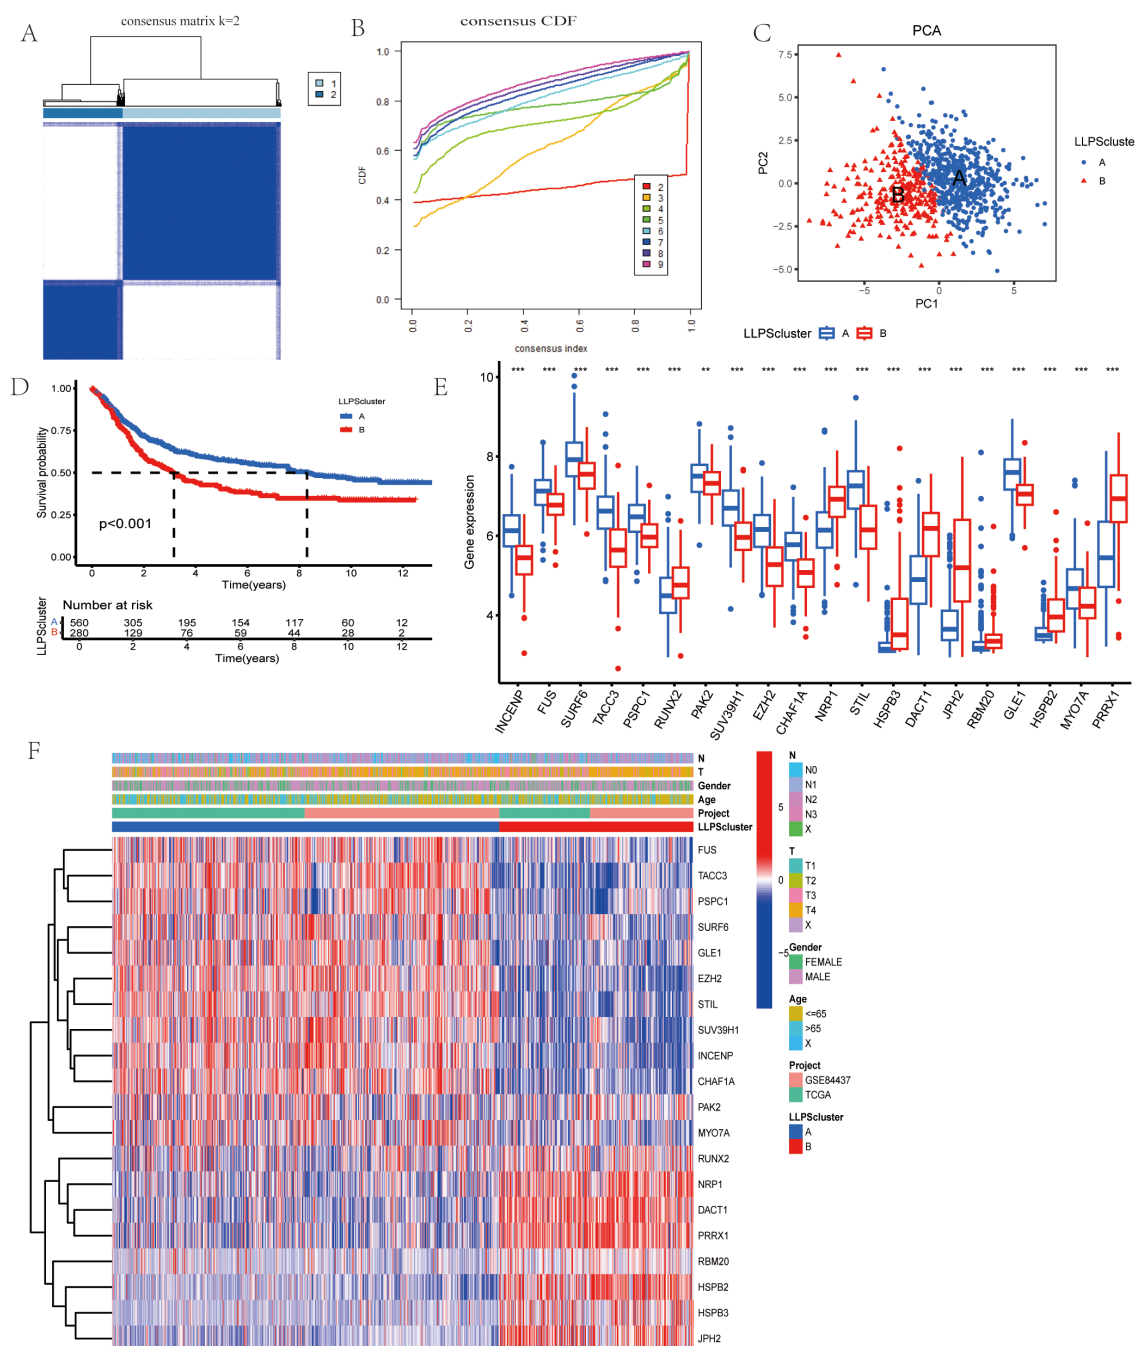 A
consensus matrix k=2
1
2
B
consensus CDF
1.0
0.8
0.6
0.4
0.2
0.0
CDF
0.0
0.2
0.4
0.6
0.8
1.0
consensus index
2
3
4
5
6
7
8
9
C
PCA
7.5
5.0
2.5
0.0
−2.5
−5.0
PC2
−5
0
5
PC1
A
B
LLPScluste
A
B
D
LLPScluster
A
B
1.00
0.75
0.50
0.25
0.00
Survival probability
p<0.001
0
2
4
6
8
10
12
Time(years)
Number at risk
LLPScluster
A 560 305 195 154 117 60 12
B 280 129 76 59 44 28 2
0 2 4 6 8 10 12
Time(years)
E
LLPScluster A B
*** *** *** *** *** *** ** *** *** *** *** *** *** *** *** *** *** *** *** ***
10
8
6
4
Gene expression
INCENP
FUS
SURF6
TACC3
PSPC1
RUNX2
PAK2
SUV39H1
EZH2
CHAF1A
NRP1
STIL
HSPB3
DACT1
JPH2
RBM20
GLE1
HSPB2
MYO7A
PRRX1
F
N
T
Gender
Age
Project
LLPScluster
FUS
TACC3
PSPC1
SURF6
GLE1
EZH2
STIL
SUV39H1
INCENP
CHAF1A
PAK2
MYO7A
RUNX2
NRP1
DACT1
PRRX1
RBM20
HSPB2
HSPB3
JPH2
5
0
−5
N
N0
N1
N2
N3
X
T
T1
T2
T3
T4
X
Gender
FEMALE
MALE
Age
<=65
>65
X
Project
GSE84437
TCGA
LLPScluster
A
B